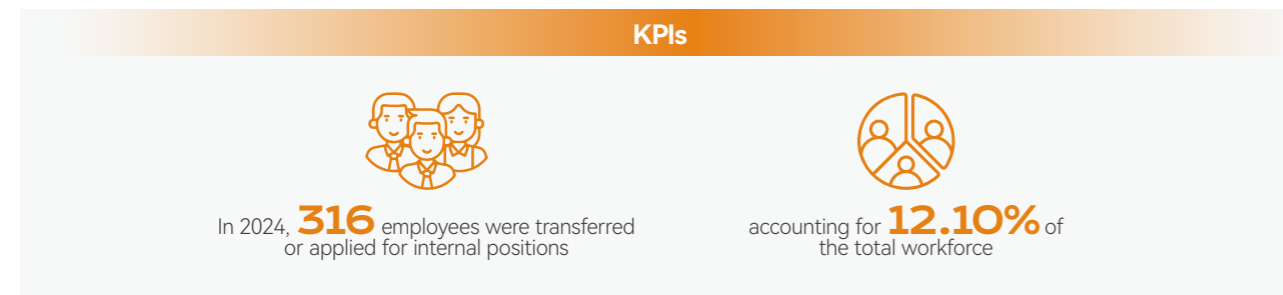 KPIs
In 2024, 316 employees were transferred
or applied for internal positions
accounting for 12.10% of
the total workforce